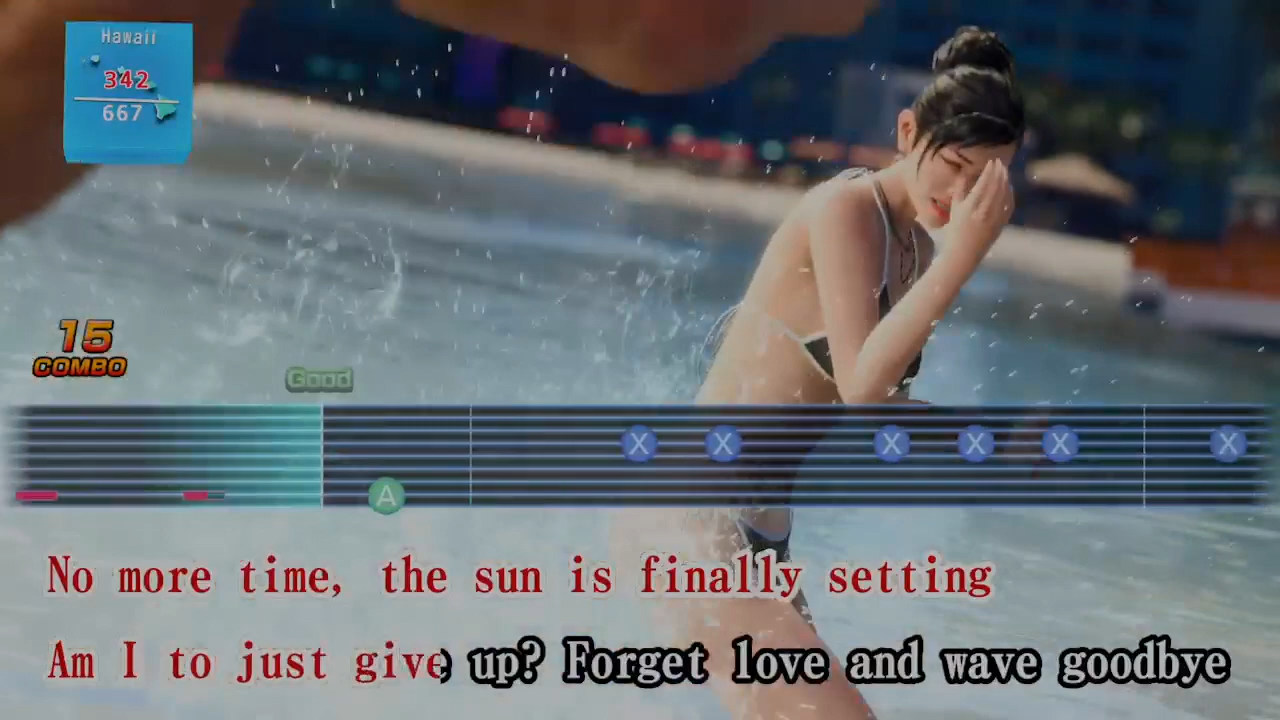 Hawaii
342
667
15
COMBO
Good
X X X X X X
A
No more time, the sun is finally setting
Am I to just give up? Forget love and wave goodbye